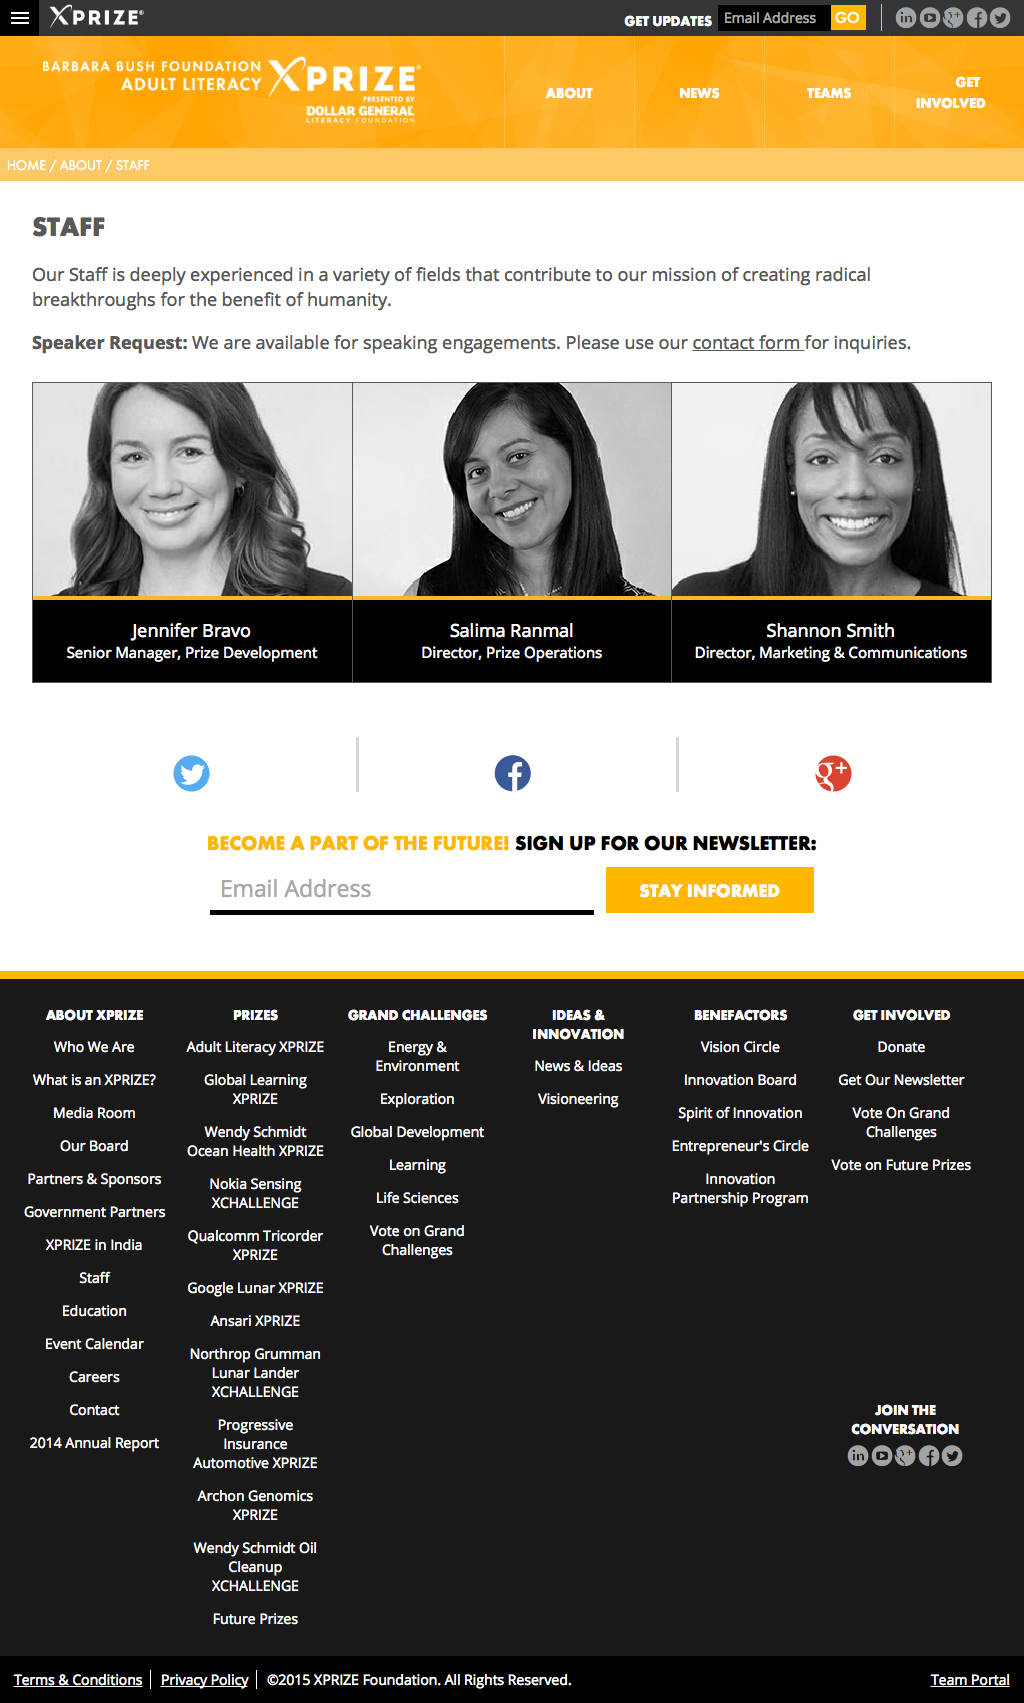 XPRIZE®
GET UPDATES
Email Address
GO
BARBARA BUSH FOUNDATION
ADULT LITERACY XPRIZE
PRESENTED BY
DOLLAR GENERAL
LITERACY FOUNDATION
ABOUT
NEWS
TEAMS
GET
INVOLVED
HOME / ABOUT / STAFF
STAFF
Our Staff is deeply experienced in a variety of fields that contribute to our mission of creating radical
breakthroughs for the benefit of humanity.
Speaker Request: We are available for speaking engagements. Please use our contact form for inquiries.
Jennifer Bravo
Senior Manager, Prize Development
Salima Ranmal
Director, Prize Operations
Shannon Smith
Director, Marketing & Communications
BECOME A PART OF THE FUTURE! SIGN UP FOR OUR NEWSLETTER:
Email Address
STAY INFORMED
ABOUT XPRIZE
Who We Are
What is an XPRIZE?
Media Room
Our Board
Partners & Sponsors
Government Partners
XPRIZE in India
Staff
Education
Event Calendar
Careers
Contact
2014 Annual Report
PRIZES
Adult Literacy XPRIZE
Global Learning
XPRIZE
Wendy Schmidt
Ocean Health XPRIZE
Nokia Sensing
XCHALLENGE
Qualcomm Tricorder
XPRIZE
Google Lunar XPRIZE
Ansari XPRIZE
Northrop Grumman
Lunar Lander
XCHALLENGE
Progressive
Insurance
Automotive XPRIZE
Archon Genomics
XPRIZE
Wendy Schmidt Oil
Cleanup
XCHALLENGE
Future Prizes
GRAND CHALLENGES
Energy &
Environment
Exploration
Global Development
Learning
Life Sciences
Vote on Grand
Challenges
IDEAS &
INNOVATION
News & Ideas
Visioneering
BENEFACTORS
Vision Circle
Innovation Board
Spirit of Innovation
Entrepreneur's Circle
Innovation
Partnership Program
GET INVOLVED
Donate
Get Our Newsletter
Vote On Grand
Challenges
Vote on Future Prizes
JOIN THE
CONVERSATION
Terms & Conditions
Privacy Policy
©2015 XPRIZE Foundation. All Rights Reserved.
Team Portal